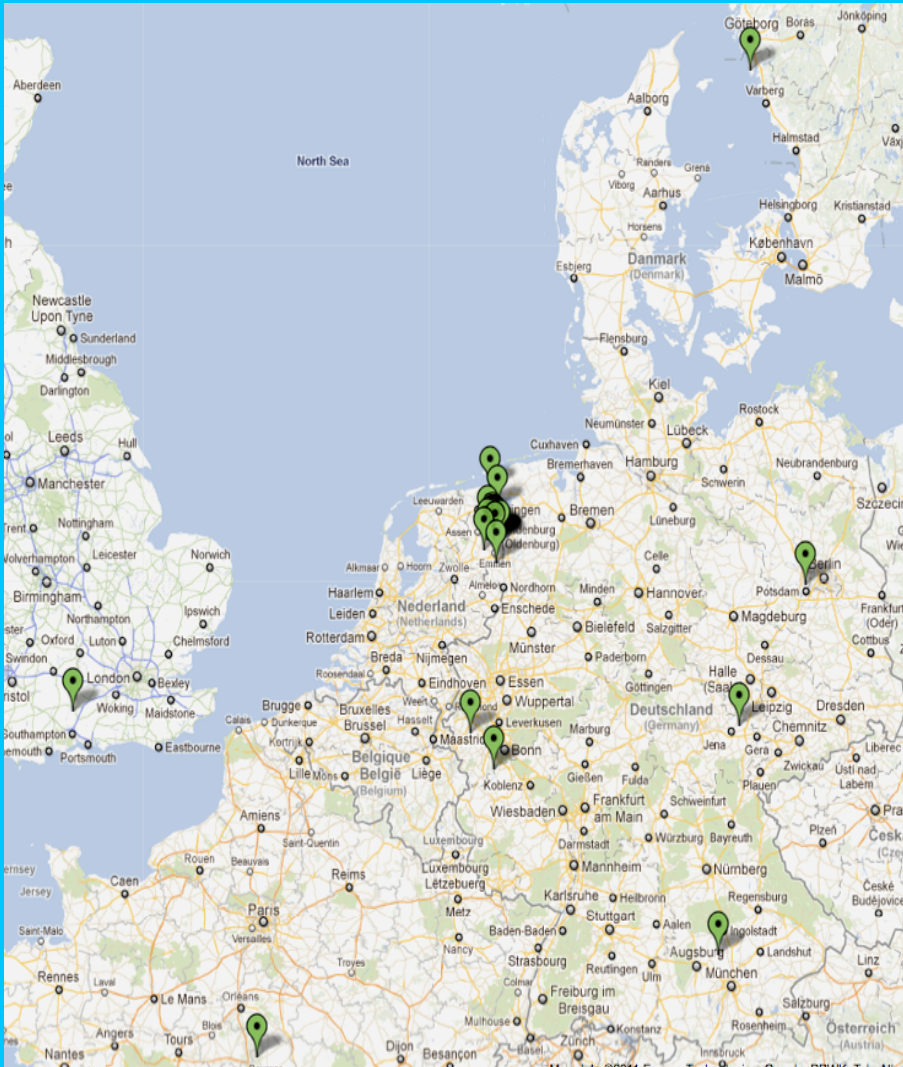 Göteborg
Borås
Jönköping
Aberdeen
Varberg
Aalborg
Halmstad
North Sea
Randers
Grenå
Viborg
Aarhus
Helsingborg
Kristianstad
Horsens
København
Danmark
(Denmark)
Esbjerg
Malmö
Newcastle
Upon Tyne
Sunderland
Flensburg
Middlesbrough
Darlington
Kiel
Rostock
Neumünster
Lübeck
Leeds
Hull
Cuxhaven
Bremerhaven
Hamburg
Schwerin
Neubrandenburg
Manchester
Leeuwarden
Bremen
Lüneburg
Nottingham
Assen
(Oldenburg)
Leicester
Norwich
Celle
Berlin
Alkmaar
Hoorn
Zwolle
Emmen
Birmingham
Almelo
Nordhorn
Minden
Hannover
Potsdam
Haarlem
Northampton
Ipswich
Nederland
(Netherlands)
Enschede
Leiden
Bielefeld
Salzgitter
Magdeburg
Frankfurt
(Oder)
Oxford
Luton
Chelmsford
Rotterdam
Münster
Cottbus
Swindon
Breda
Nijmegen
Paderborn
Dessau
London
Bexley
Roosendaal
Eindhoven
Essen
Göttingen
Halle
(Saale)
Woking
Maidstone
Brugge
Bruxelles
Brussel
Weert
Wuppertal
Deutschland
(Germany)
Leipzig
Dresden
Southampton
Calais
Dunkerque
Hasselt
Leverkusen
Marburg
Jena
Gera
Chemnitz
Portsmouth
Eastbourne
Kortrijk
Bonn
Zwickau
Liberec
Lille
Mons
Belgique
België
(Belgium)
Liège
Koblenz
Gießen
Fulda
Plauen
Ústí nad
Labem
Amiens
Wiesbaden
Frankfurt
am Main
Schweinfurt
Saint-Quentin
Luxembourg
Darmstadt
Würzburg
Bayreuth
Plzeň
Rouen
Beauvais
Luxembourg
Lëtzebuerg
Mannheim
Nürnberg
Jersey
Caen
Reims
Karlsruhe
Heilbronn
Regensburg
České
Budějovice
Paris
Metz
Stuttgart
Aalen
Ingolstadt
Saint-Malo
Versailles
Nancy
Baden-Baden
Strasbourg
Augsburg
Landshut
Linz
Rennes
Laval
Troyes
Reutlingen
Ulm
München
Le Mans
Orléans
Colmar
Freiburg im
Breisgau
Salzburg
Angers
Blois
Mulhouse
Konstanz
Rosenheim
Österreich
(Austria)
Nantes
Tours
Dijon
Besançon
Basel
Zürich
Innsbruck